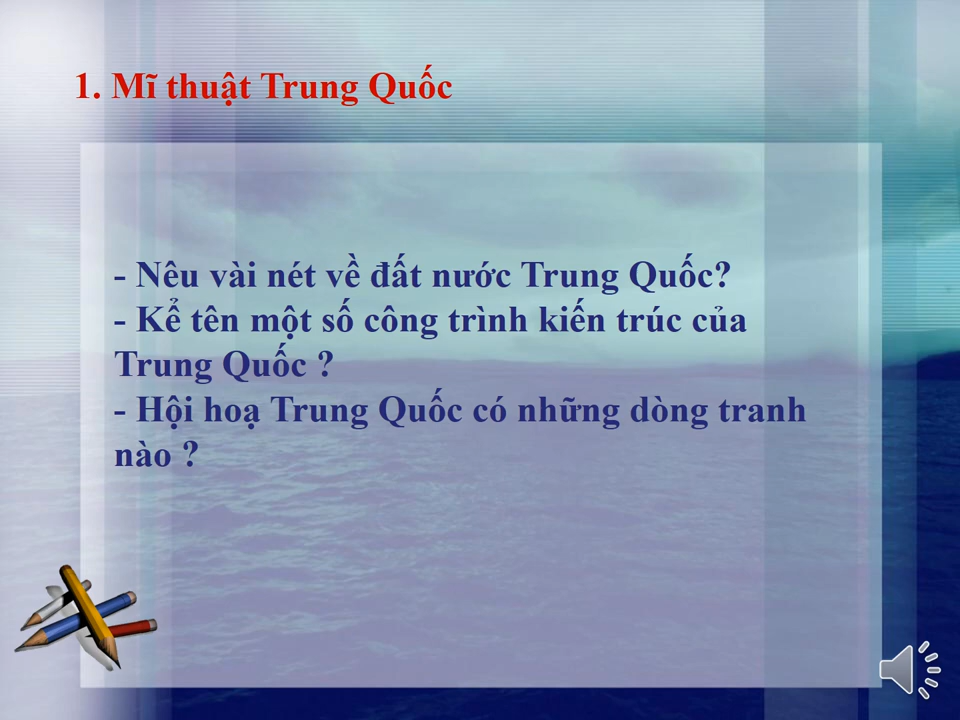 1. Mĩ thuật Trung Quốc
- Nêu vài nét về đất nước Trung Quốc?
- Kể tên một số công trình kiến trúc của
Trung Quốc ?
- Hội hoạ Trung Quốc có những dòng tranh
nào ?